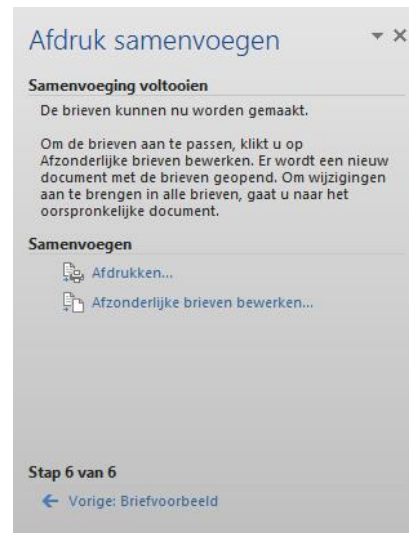 Afdruk samenvoegen
Samenvoeging voltooien
De brieven kunnen nu worden gemaakt.
Om de brieven aan te passen, klikt u op
Afzonderlijke brieven bewerken. Er wordt een nieuw
document met de brieven geopend. Om wijzigingen
aan te brengen in alle brieven, gaat u naar het
oorspronkelijke document.
Samenvoegen
Afdrukken...
Afzonderlijke brieven bewerken...
Stap 6 van 6
Vorige: Briefvoorbeeld